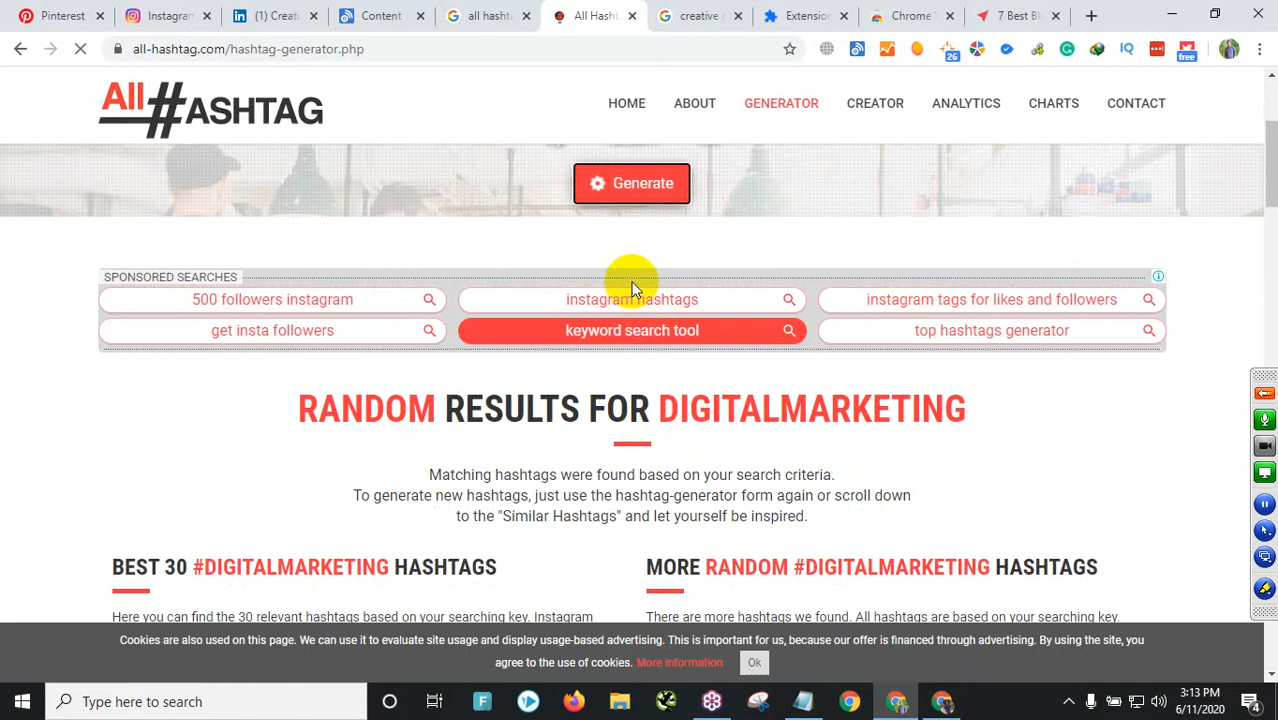 Pinterest
Instagram
(1) Creati
Content
all hashta
All Hasht
creative
Extension
Chrome
7 Best Bl
all-hashtag.com/hashtag-generator.php
26
IQ
free
All #ASHTAG
HOME
ABOUT
GENERATOR
CREATOR
ANALYTICS
CHARTS
CONTACT
Generate
SPONSORED SEARCHES
500 followers instagram
instagram hashtags
instagram tags for likes and followers
get insta followers
keyword search tool
top hashtags generator
RANDOM RESULTS FOR DIGITALMARKETING
Matching hashtags were found based on your search criteria.
To generate new hashtags, just use the hashtag-generator form again or scroll down
to the "Similar Hashtags" and let yourself be inspired.
BEST 30 #DIGITALMARKETING HASHTAGS
MORE RANDOM #DIGITALMARKETING HASHTAGS
Here you can find the 30 relevant hashtags based on your searching key. Instagram
There are more hashtags we found. All hashtags are based on your searching key.
Cookies are also used on this page. We can use it to evaluate site usage and display usage-based advertising. This is important for us, because our offer is financed through advertising. By using the site, you
agree to the use of cookies. More information
Ok
Type here to search
3:13 PM
6/11/2020
4